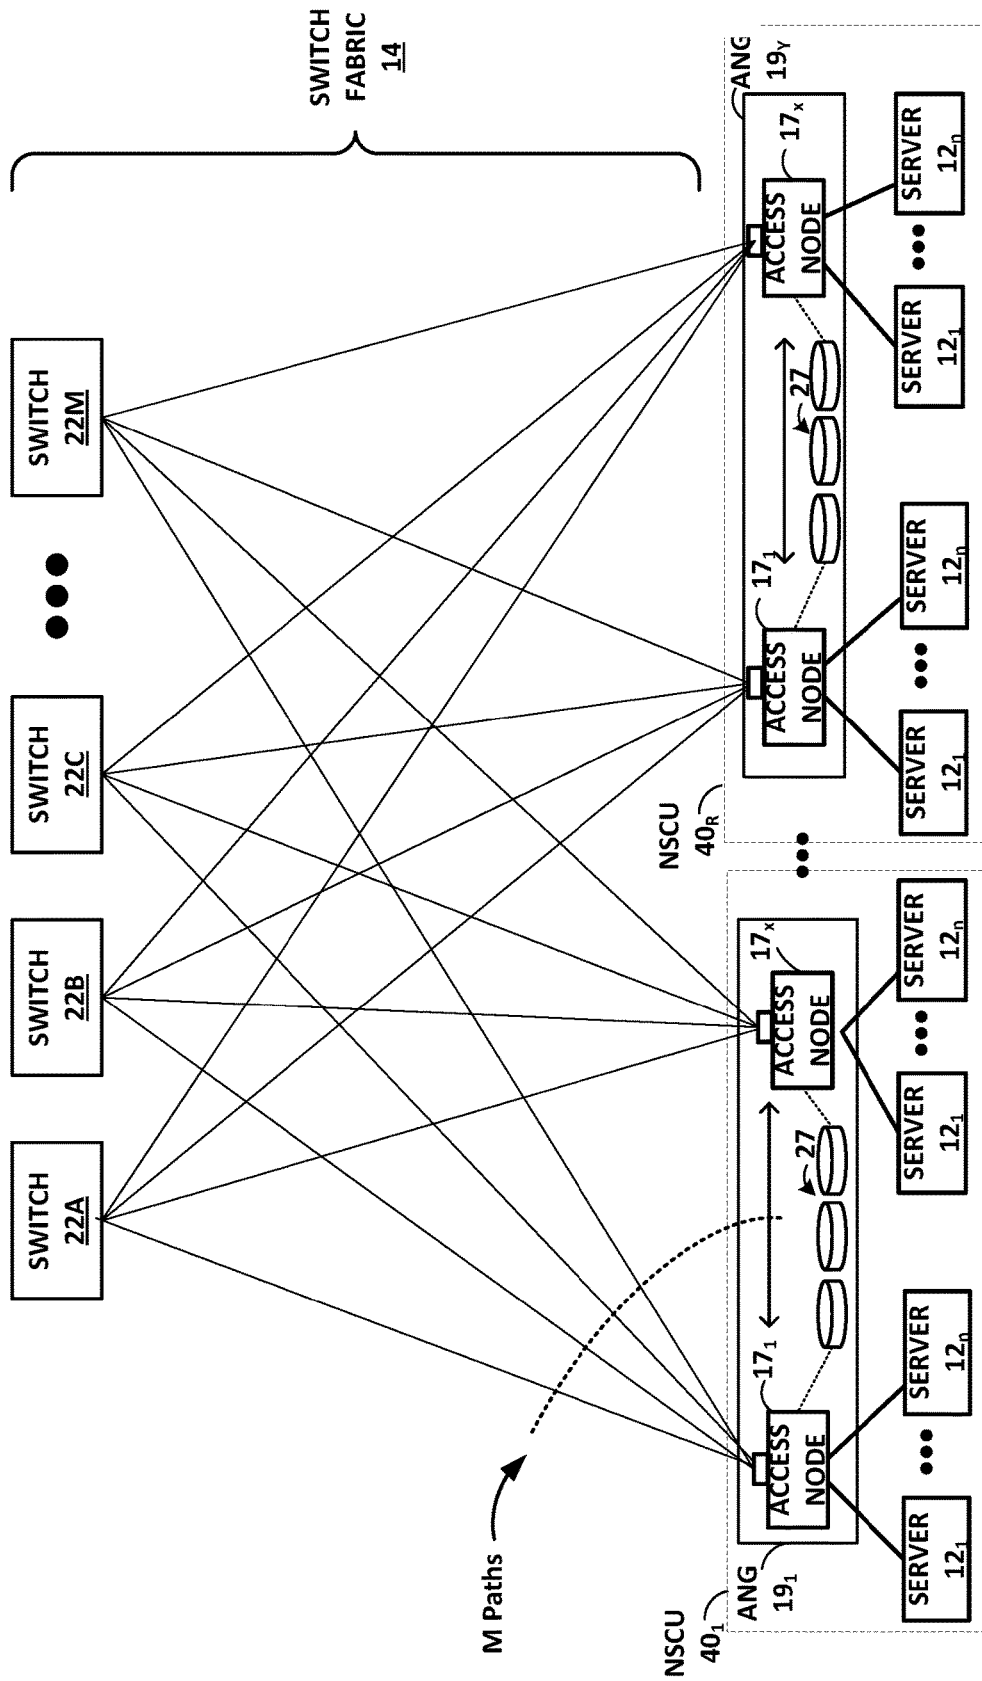 SWITCH
FABRIC
14
SWITCH
22A
SWITCH
22B
SWITCH
22C
SWITCH
22M
M Paths
NSCU
40₁
ANG
19₁
ACCESS
NODE
17₁
27
ACCESS
NODE
17ₓ
SERVER
12₁
SERVER
12ₙ
SERVER
12₁
SERVER
12ₙ
NSCU
40R
ANG
19Y
ACCESS
NODE
17₁
27
ACCESS
NODE
17ₓ
SERVER
12₁
SERVER
12ₙ
SERVER
12₁
SERVER
12ₙ